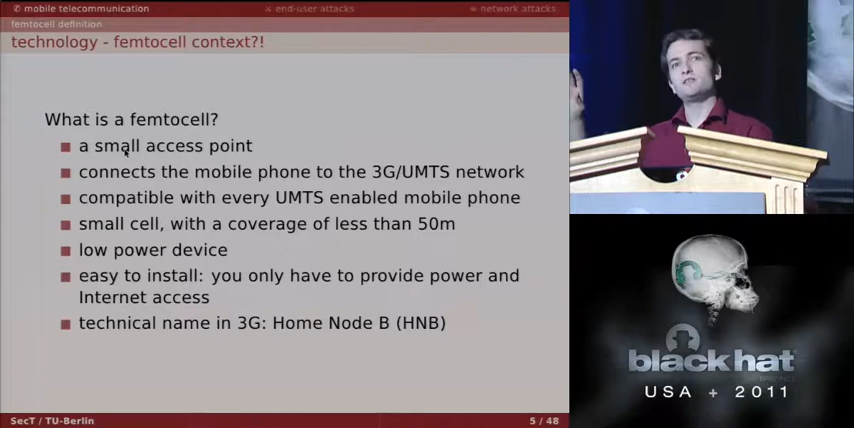 mobile telecommunication
end-user attacks
network attacks
femtocell definition
technology - femtocell context?!
What is a femtocell?
a small access point
connects the mobile phone to the 3G/UMTS network
compatible with every UMTS enabled mobile phone
small cell, with a coverage of less than 50m
low power device
easy to install: you only have to provide power and
Internet access
technical name in 3G: Home Node B (HNB)
SecT / TU-Berlin
5 / 48
black hat
USA + 2011